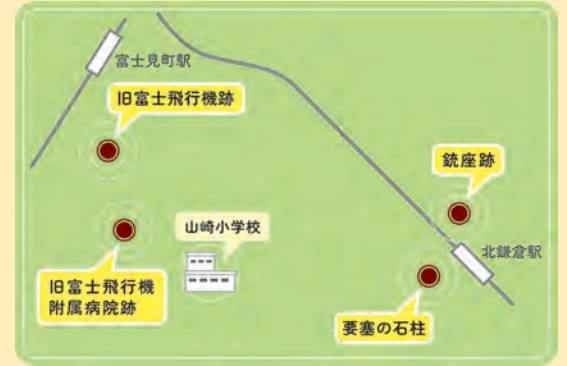 富士見町駅
旧富士飛行機跡
銃座跡
山崎小学校
北鎌倉駅
旧富士飛行機
附属病院跡
要塞の石柱